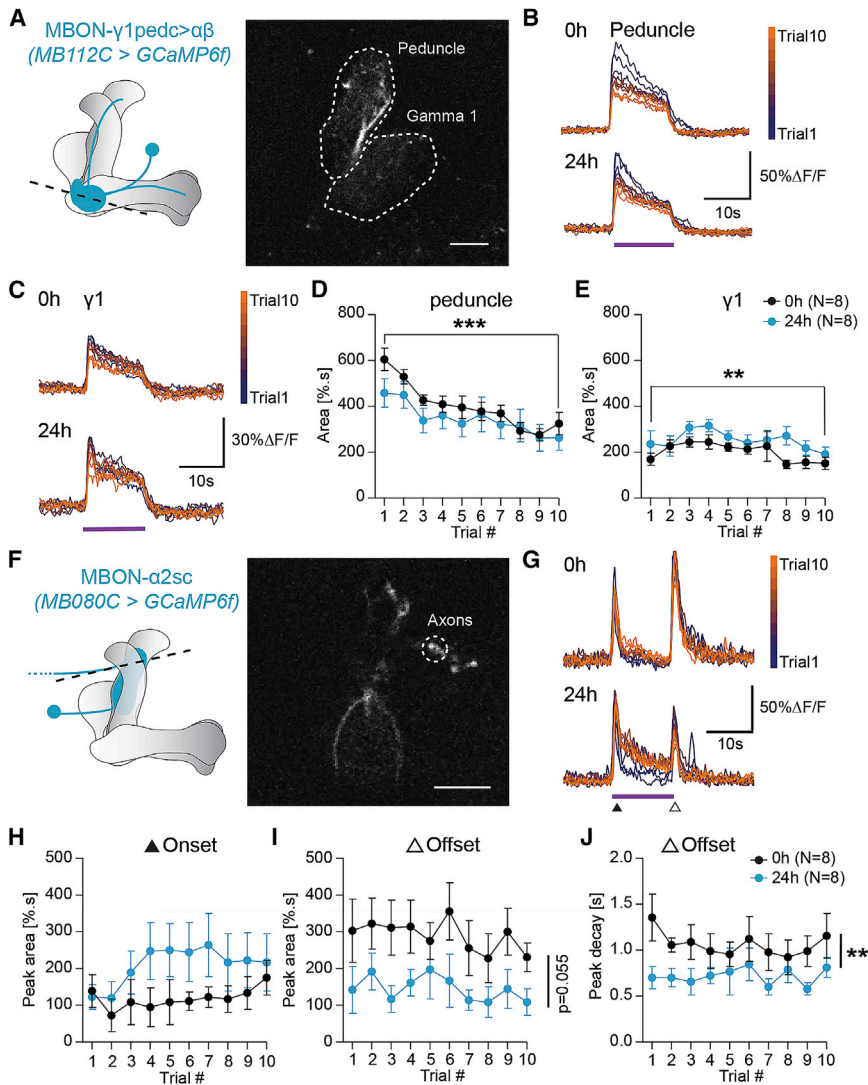 A
MBON-γ1pedc>αβ
(MB112C > GCaMP6f)
Peduncle
Gamma 1
B
0h Peduncle
Trial10
Trial1
24h
50%ΔF/F
10s
C
0h γ1
Trial10
Trial1
24h
30%ΔF/F
10s
D
peduncle
***
800
600
400
200
0
Area [%.s]
1 2 3 4 5 6 7 8 9 10
Trial #
E
γ1
0h (N=8)
24h (N=8)
**
800
600
400
200
0
Area [%.s]
1 2 3 4 5 6 7 8 9 10
Trial #
F
MBON-α2sc
(MB080C > GCaMP6f)
Axons
G
0h
Trial10
Trial1
24h
50%ΔF/F
10s
H
▲Onset
500
400
300
200
100
0
Peak area [%.s]
1 2 3 4 5 6 7 8 9 10
Trial #
I
△Offset
500
400
300
200
100
0
Peak area [%.s]
p=0.055
1 2 3 4 5 6 7 8 9 10
Trial #
J
△Offset
0h (N=8)
24h (N=8)
2.0
1.5
1.0
0.5
0
Peak decay [s]
**
1 2 3 4 5 6 7 8 9 10
Trial #